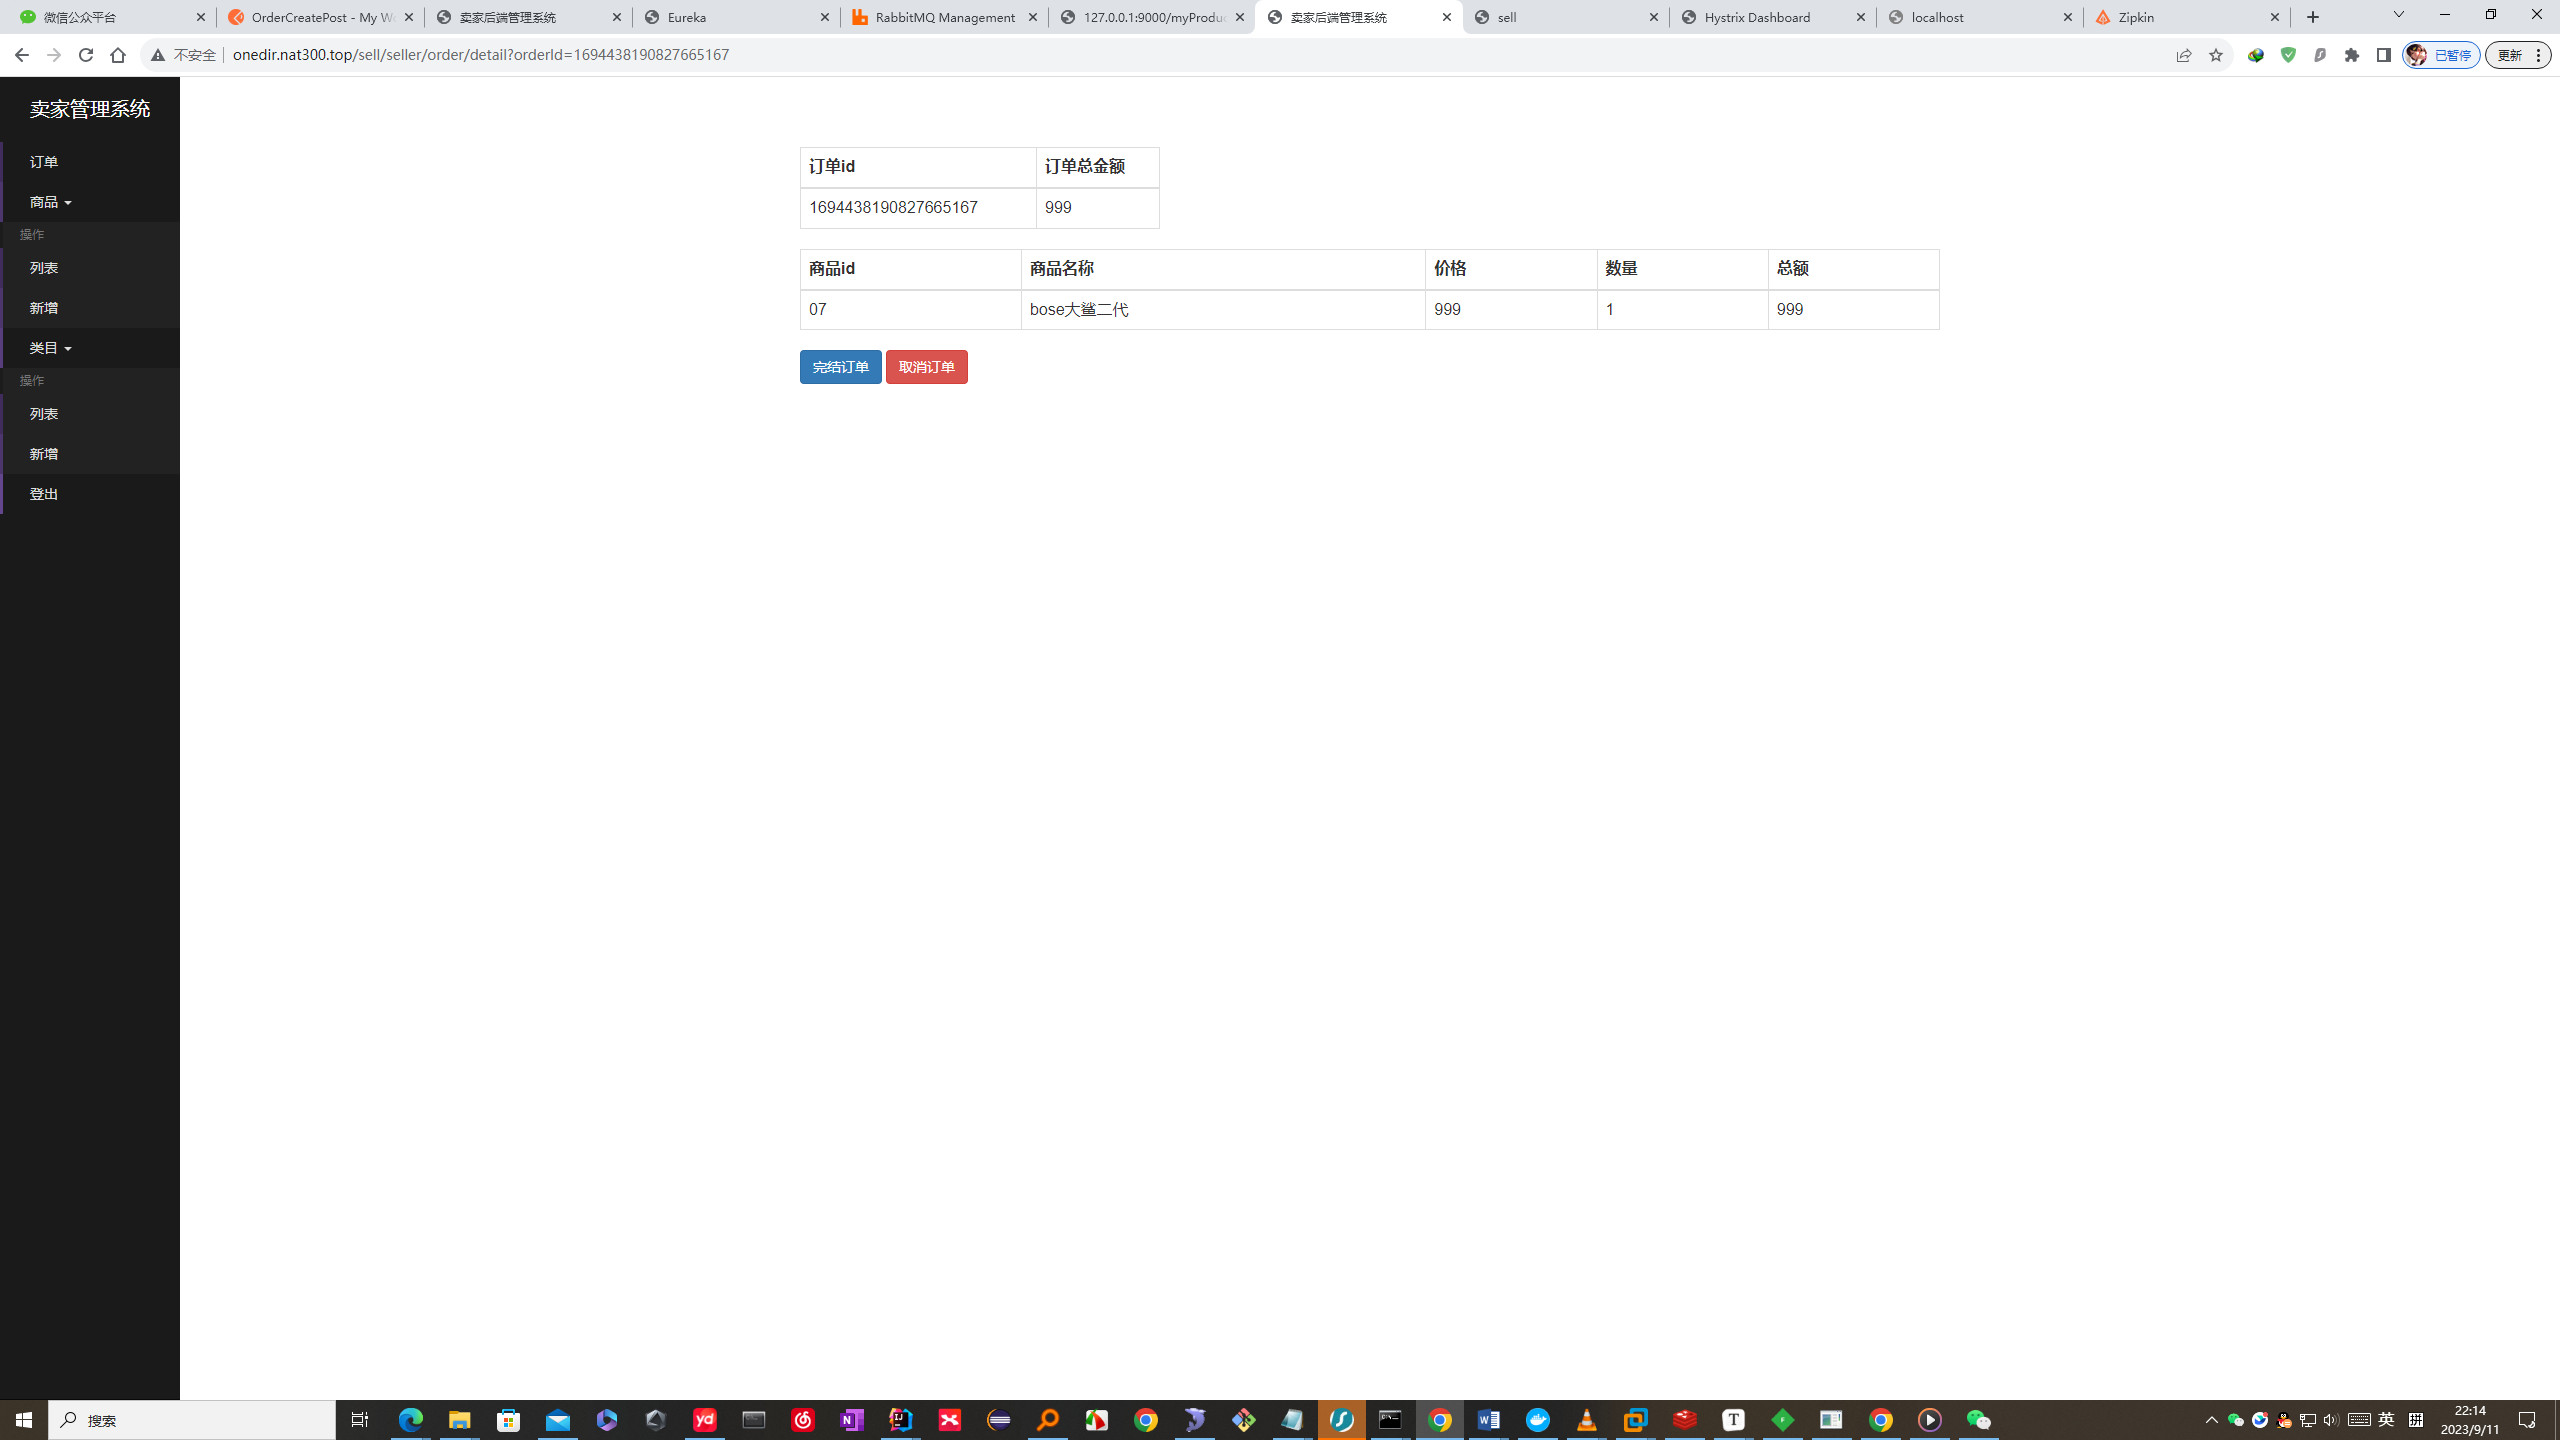 微信公众平台
OrderCreatePost - My Wo
卖家后端管理系统
Eureka
RabbitMQ Management
127.0.0.1:9000/myProduc
卖家后端管理系统
sell
Hystrix Dashboard
localhost
Zipkin
不安全
onedir.nat300.top/sell/seller/order/detail?orderId=1694438190827665167
已暂停
更新
卖家管理系统
订单
商品
操作
列表
新增
类目
操作
列表
新增
登出
订单id 订单总金额
1694438190827665167 999
商品id 商品名称 价格 数量 总额
07 bose大鲨二代 999 1 999
完结订单 取消订单
搜索
英
拼
22:14
2023/9/11